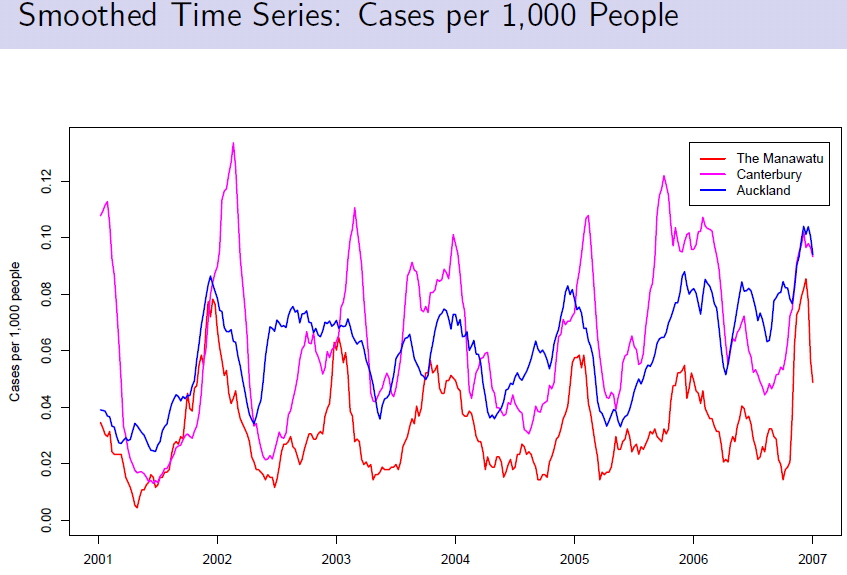 Smoothed Time Series: Cases per 1,000 People
The Manawatu
Canterbury
Auckland
Cases per 1,000 people
0.12
0.10
0.08
0.06
0.04
0.02
0.00
2001 2002 2003 2004 2005 2006 2007